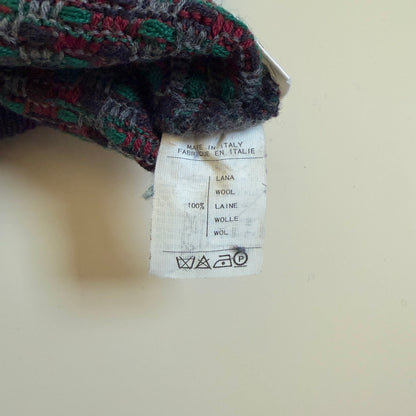 MADE IN ITALY
FABRIQUE EN ITALIE
LANA
WOOL
100% LAINE
WOLLE
WOL
P